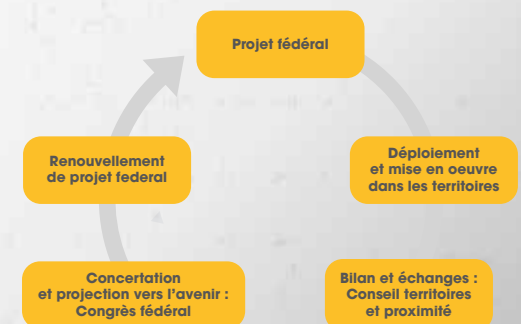 Projet fédéral
Déploiement
et mise en oeuvre
dans les territoires
Bilan et échanges :
Conseil territoires
et proximité
Concertation
et projection vers l'avenir :
Congrès fédéral
Renouvellement
de projet federal